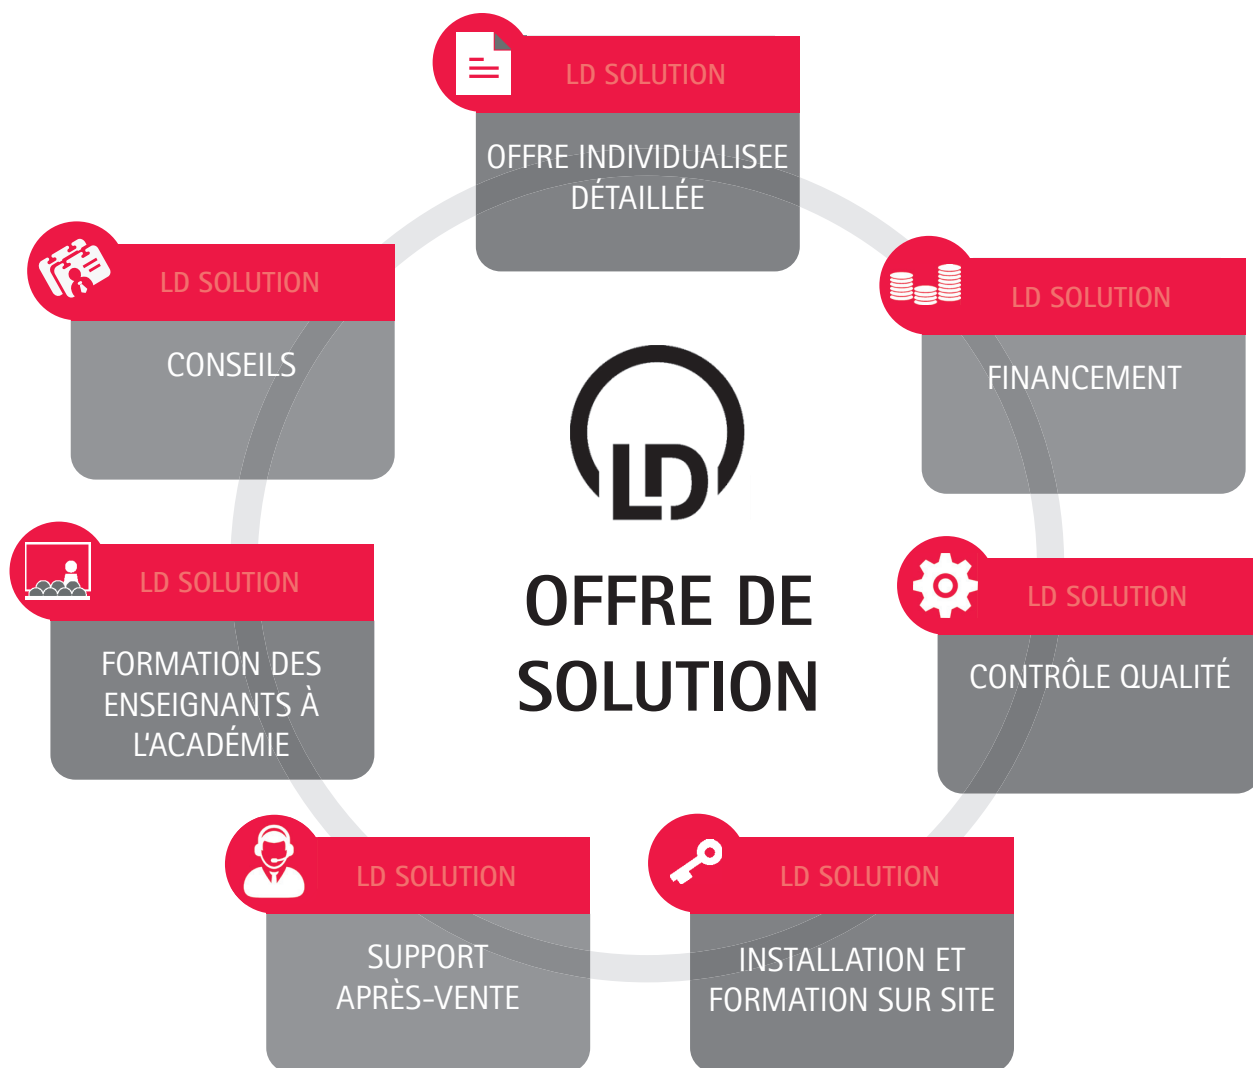 LD SOLUTION
OFFRE INDIVIDUALISEE
DÉTAILLÉE
LD SOLUTION
CONSEILS
LD SOLUTION
FINANCEMENT
LD
OFFRE DE
SOLUTION
LD SOLUTION
FORMATION DES
ENSEIGNANTS À
L'ACADÉMIE
LD SOLUTION
CONTRÔLE QUALITÉ
LD SOLUTION
SUPPORT
APRÈS-VENTE
LD SOLUTION
INSTALLATION ET
FORMATION SUR SITE